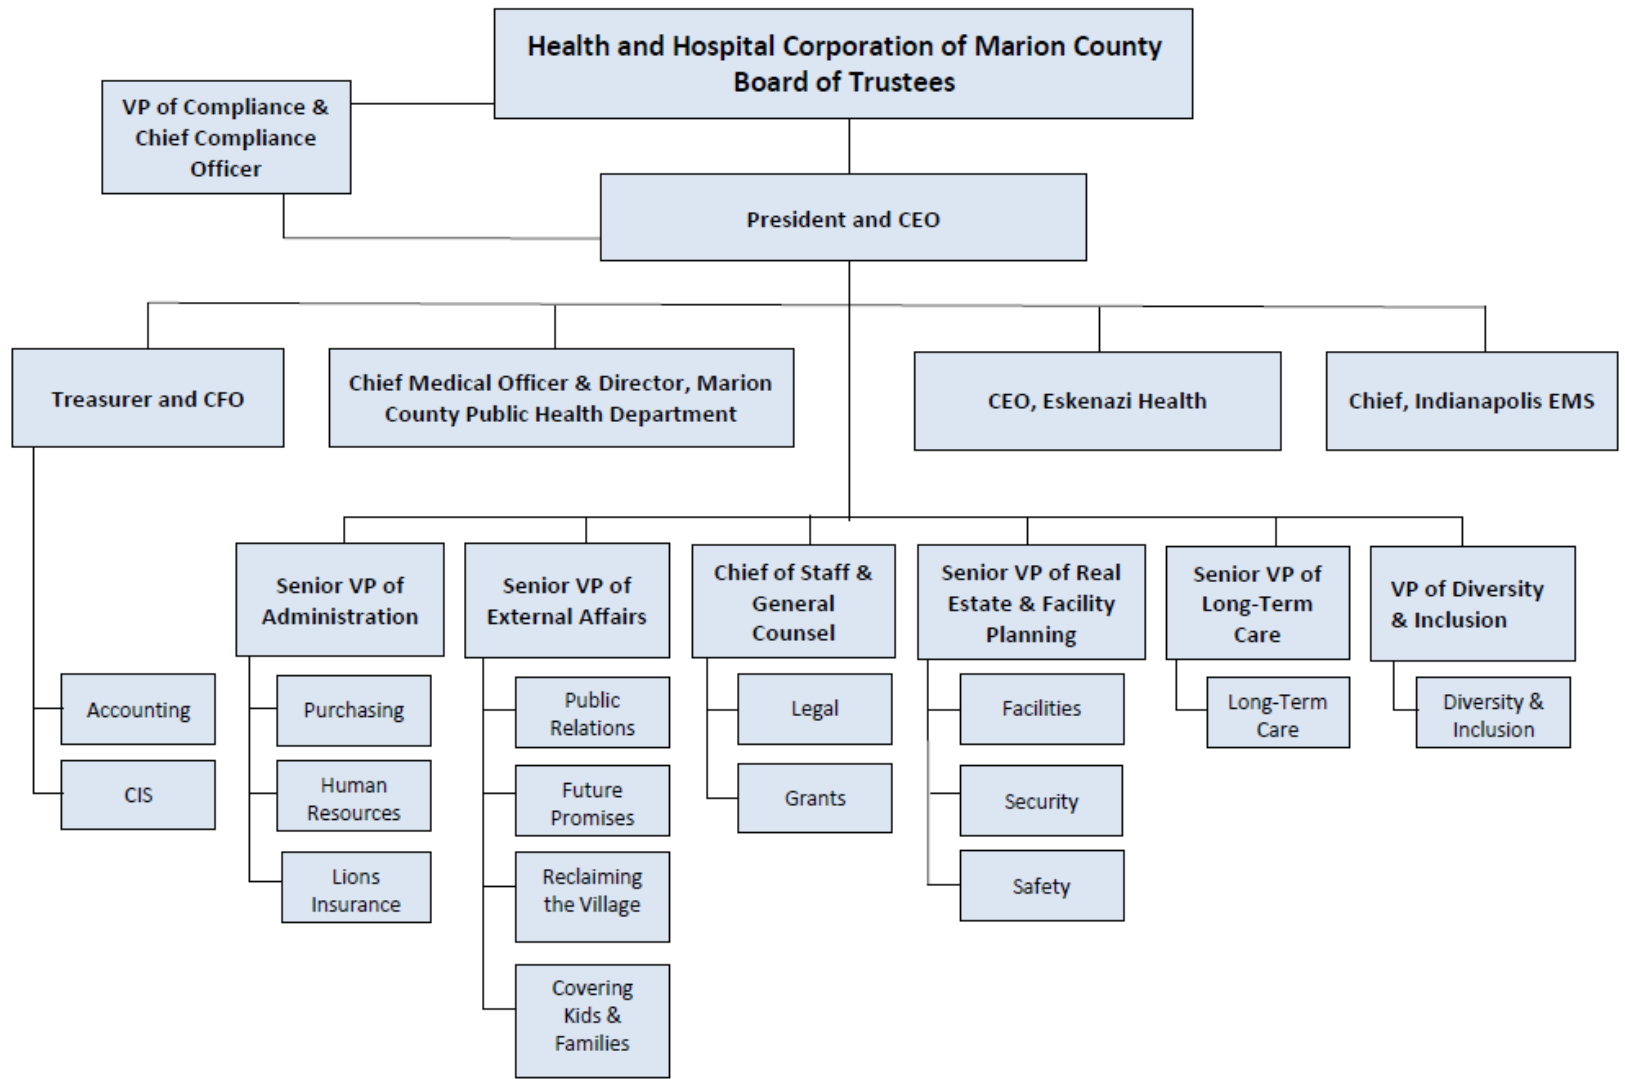 Health and Hospital Corporation of Marion County
Board of Trustees
VP of Compliance &
Chief Compliance
Officer
President and CEO
Treasurer and CFO
Chief Medical Officer & Director, Marion
County Public Health Department
CEO, Eskenazi Health
Chief, Indianapolis EMS
Senior VP of
Administration
Senior VP of
External Affairs
Chief of Staff &
General
Counsel
Senior VP of Real
Estate & Facility
Planning
Senior VP of
Long-Term
Care
VP of Diversity
& Inclusion
Accounting
CIS
Purchasing
Human
Resources
Lions
Insurance
Public
Relations
Future
Promises
Reclaiming
the Village
Covering
Kids &
Families
Legal
Grants
Facilities
Security
Safety
Long-Term
Care
Diversity &
Inclusion